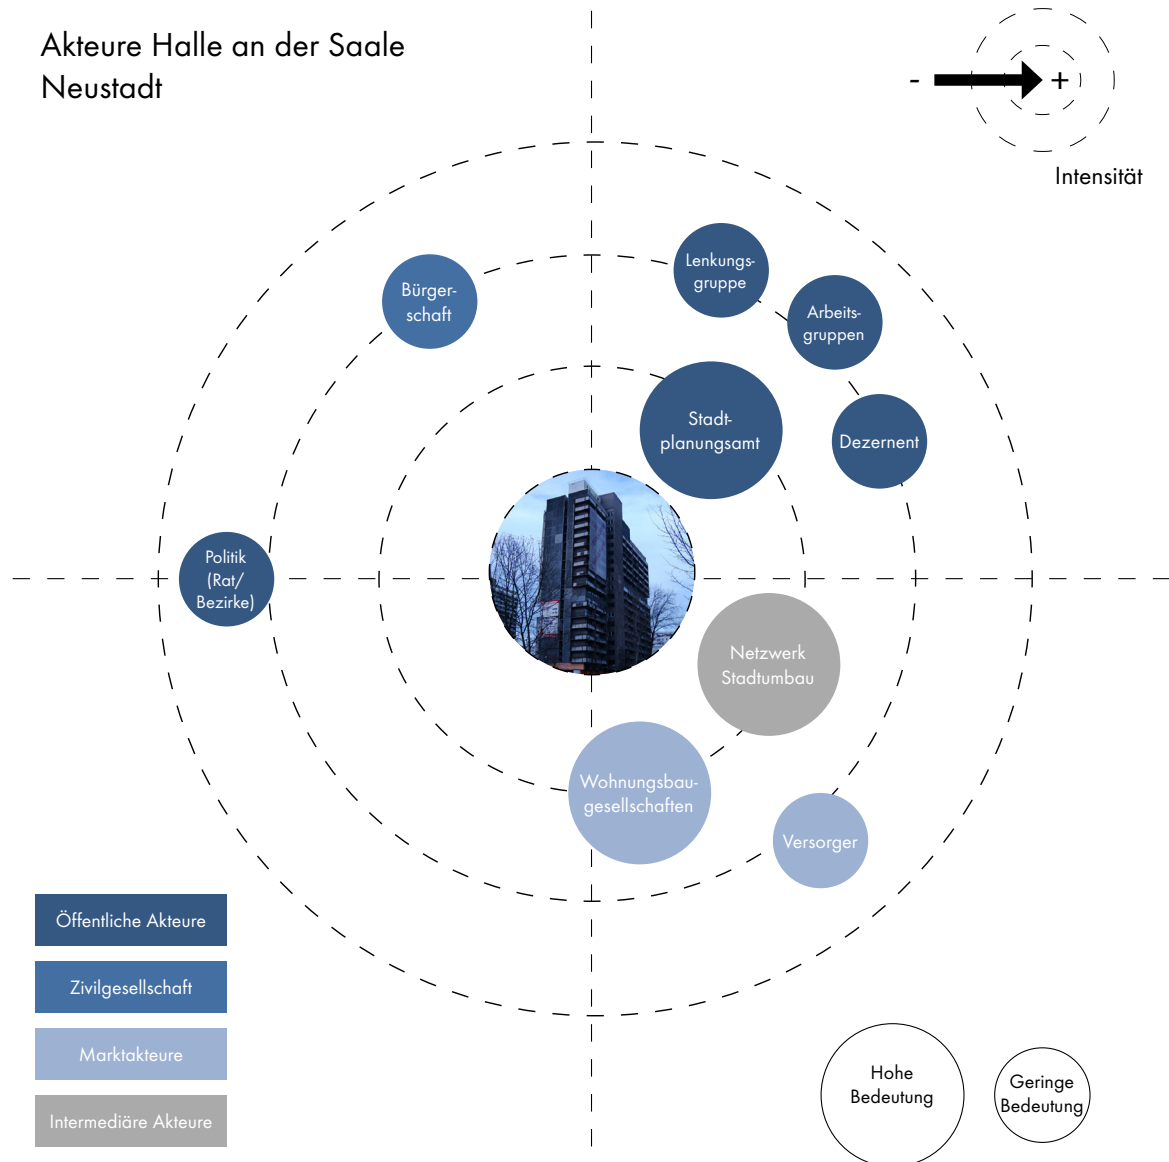 Akteure Halle an der Saale
Neustadt
-
+
Intensität
Lenkungs-
gruppe
Bürger-
schaft
Arbeits-
gruppen
Stadt-
planungsamt
Dezernent
Politik
(Rat/
Bezirke)
Netzwerk
Stadtumbau
Wohnungsbau-
gesellschaften
Versorger
Öffentliche Akteure
Zivilgesellschaft
Marktakteure
Intermediäre Akteure
Hohe
Bedeutung
Geringe
Bedeutung